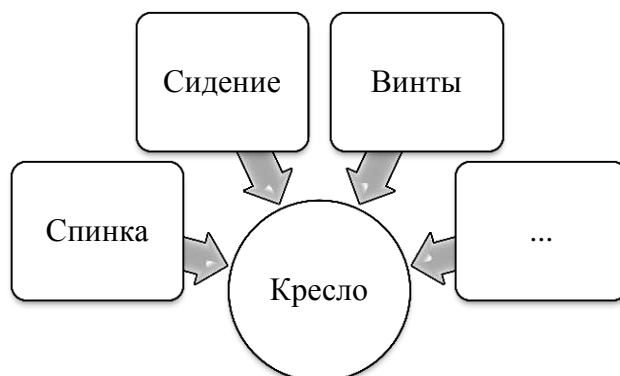 Сидение
Винты
Спинка
...
Кресло